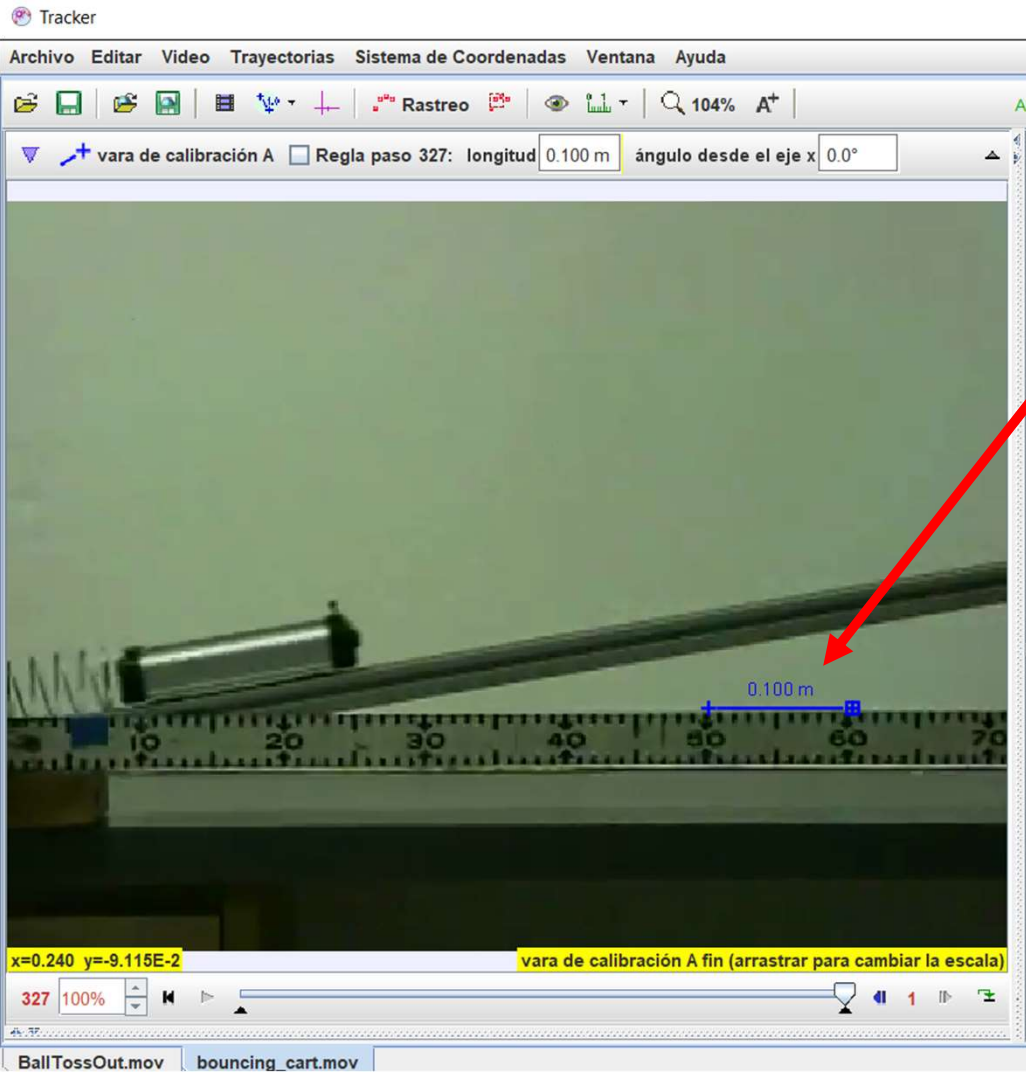 Tracker
Archivo Editar Video Trayectorias Sistema de Coordenadas Ventana Ayuda
Rastreo 104% A+ A
vara de calibración A Regla paso 327: longitud 0.100 m ángulo desde el eje x 0.0°
0.100 m
10 20 30 40 50 60 70
x=0.240 y=-9.115E-2 vara de calibración A fin (arrastrar para cambiar la escala)
327 100% 1
BallTossOut.mov bouncing_cart.mov